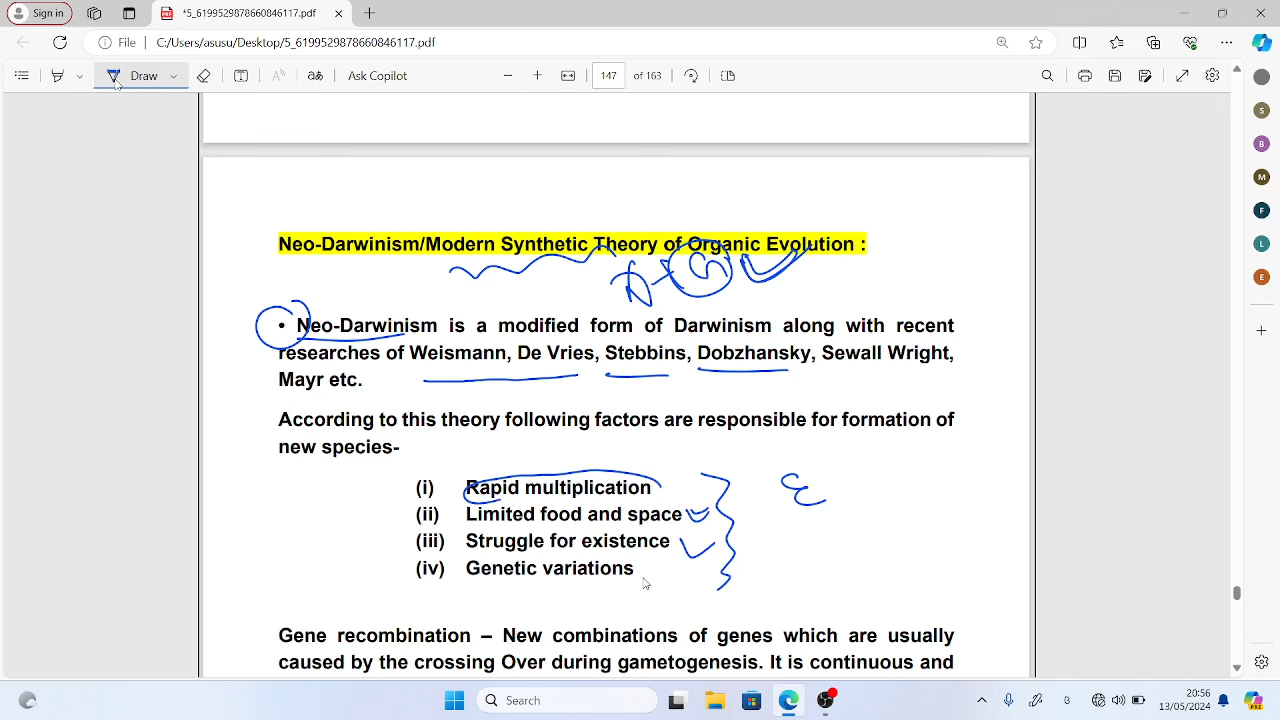 Sign in
*5_6199529878660846117.pdf
File
C:/Users/asusu/Desktop/5_6199529878660846117.pdf
Draw
Ask Copilot
147 of 163
Neo-Darwinism/Modern Synthetic Theory of Organic Evolution :
• Neo-Darwinism is a modified form of Darwinism along with recent
researches of Weismann, De Vries, Stebbins, Dobzhansky, Sewall Wright,
Mayr etc.
According to this theory following factors are responsible for formation of
new species-
(i) Rapid multiplication
(ii) Limited food and space
(iii) Struggle for existence
(iv) Genetic variations
Gene recombination – New combinations of genes which are usually
caused by the crossing Over during gametogenesis. It is continuous and
S
B
M
F
L
E
Search
20:56
13/05/2024